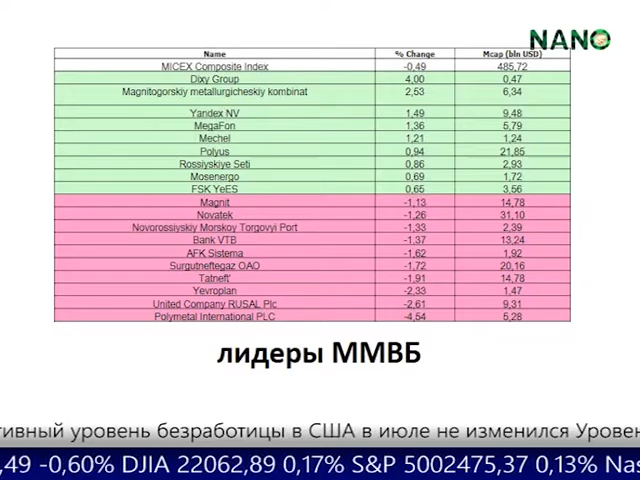 NANO
Name % Change Mcap (bln USD)
MICEX Composite Index -0,49 485,72
Dixy Group 4,00 0,47
Magnitogorskiy metallurgicheskiy kombinat 2,53 6,34
Yandex NV 1,49 9,48
MegaFon 1,36 5,79
Mechel 1,21 1,24
Polyus 0,94 21,85
Rossiyskiye Seti 0,86 2,93
Mosenergo 0,69 1,72
FSK YeES 0,65 3,56
Magnit -1,13 14,78
Novatek -1,26 31,10
Novorossiyskiy Morskoy Torgovyi Port -1,33 2,39
Bank VTB -1,37 13,24
AFK Sistema -1,62 1,92
Surgutneftegaz OAO -1,72 20,16
Tatneft' -1,91 14,78
Yevroplan -2,33 1,47
United Company RUSAL Plc -2,61 9,31
Polymetal International PLC -4,54 5,28
лидеры ММВБ
тивный уровень безработицы в США в июле не изменился Уровен
,49 -0,60% DJIA 22062,89 0,17% S&P 5002475,37 0,13% Nas